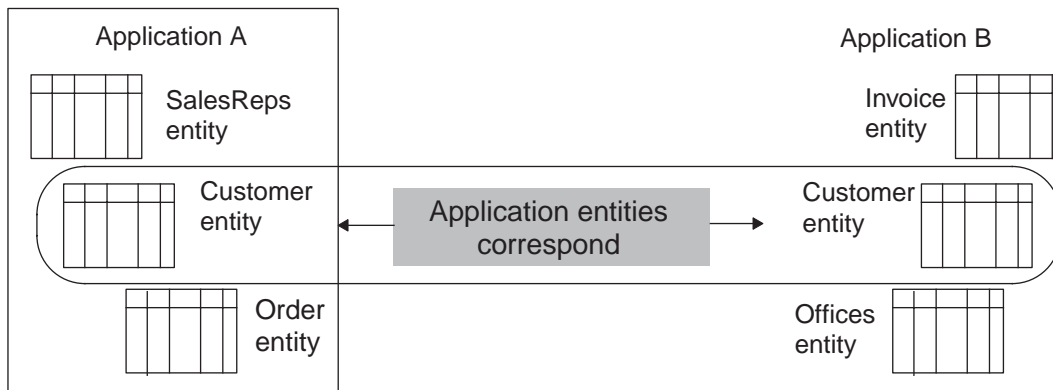 Application A
Application B
SalesReps
entity
Invoice
entity
Customer
entity
Application entities
correspond
Customer
entity
Order
entity
Offices
entity